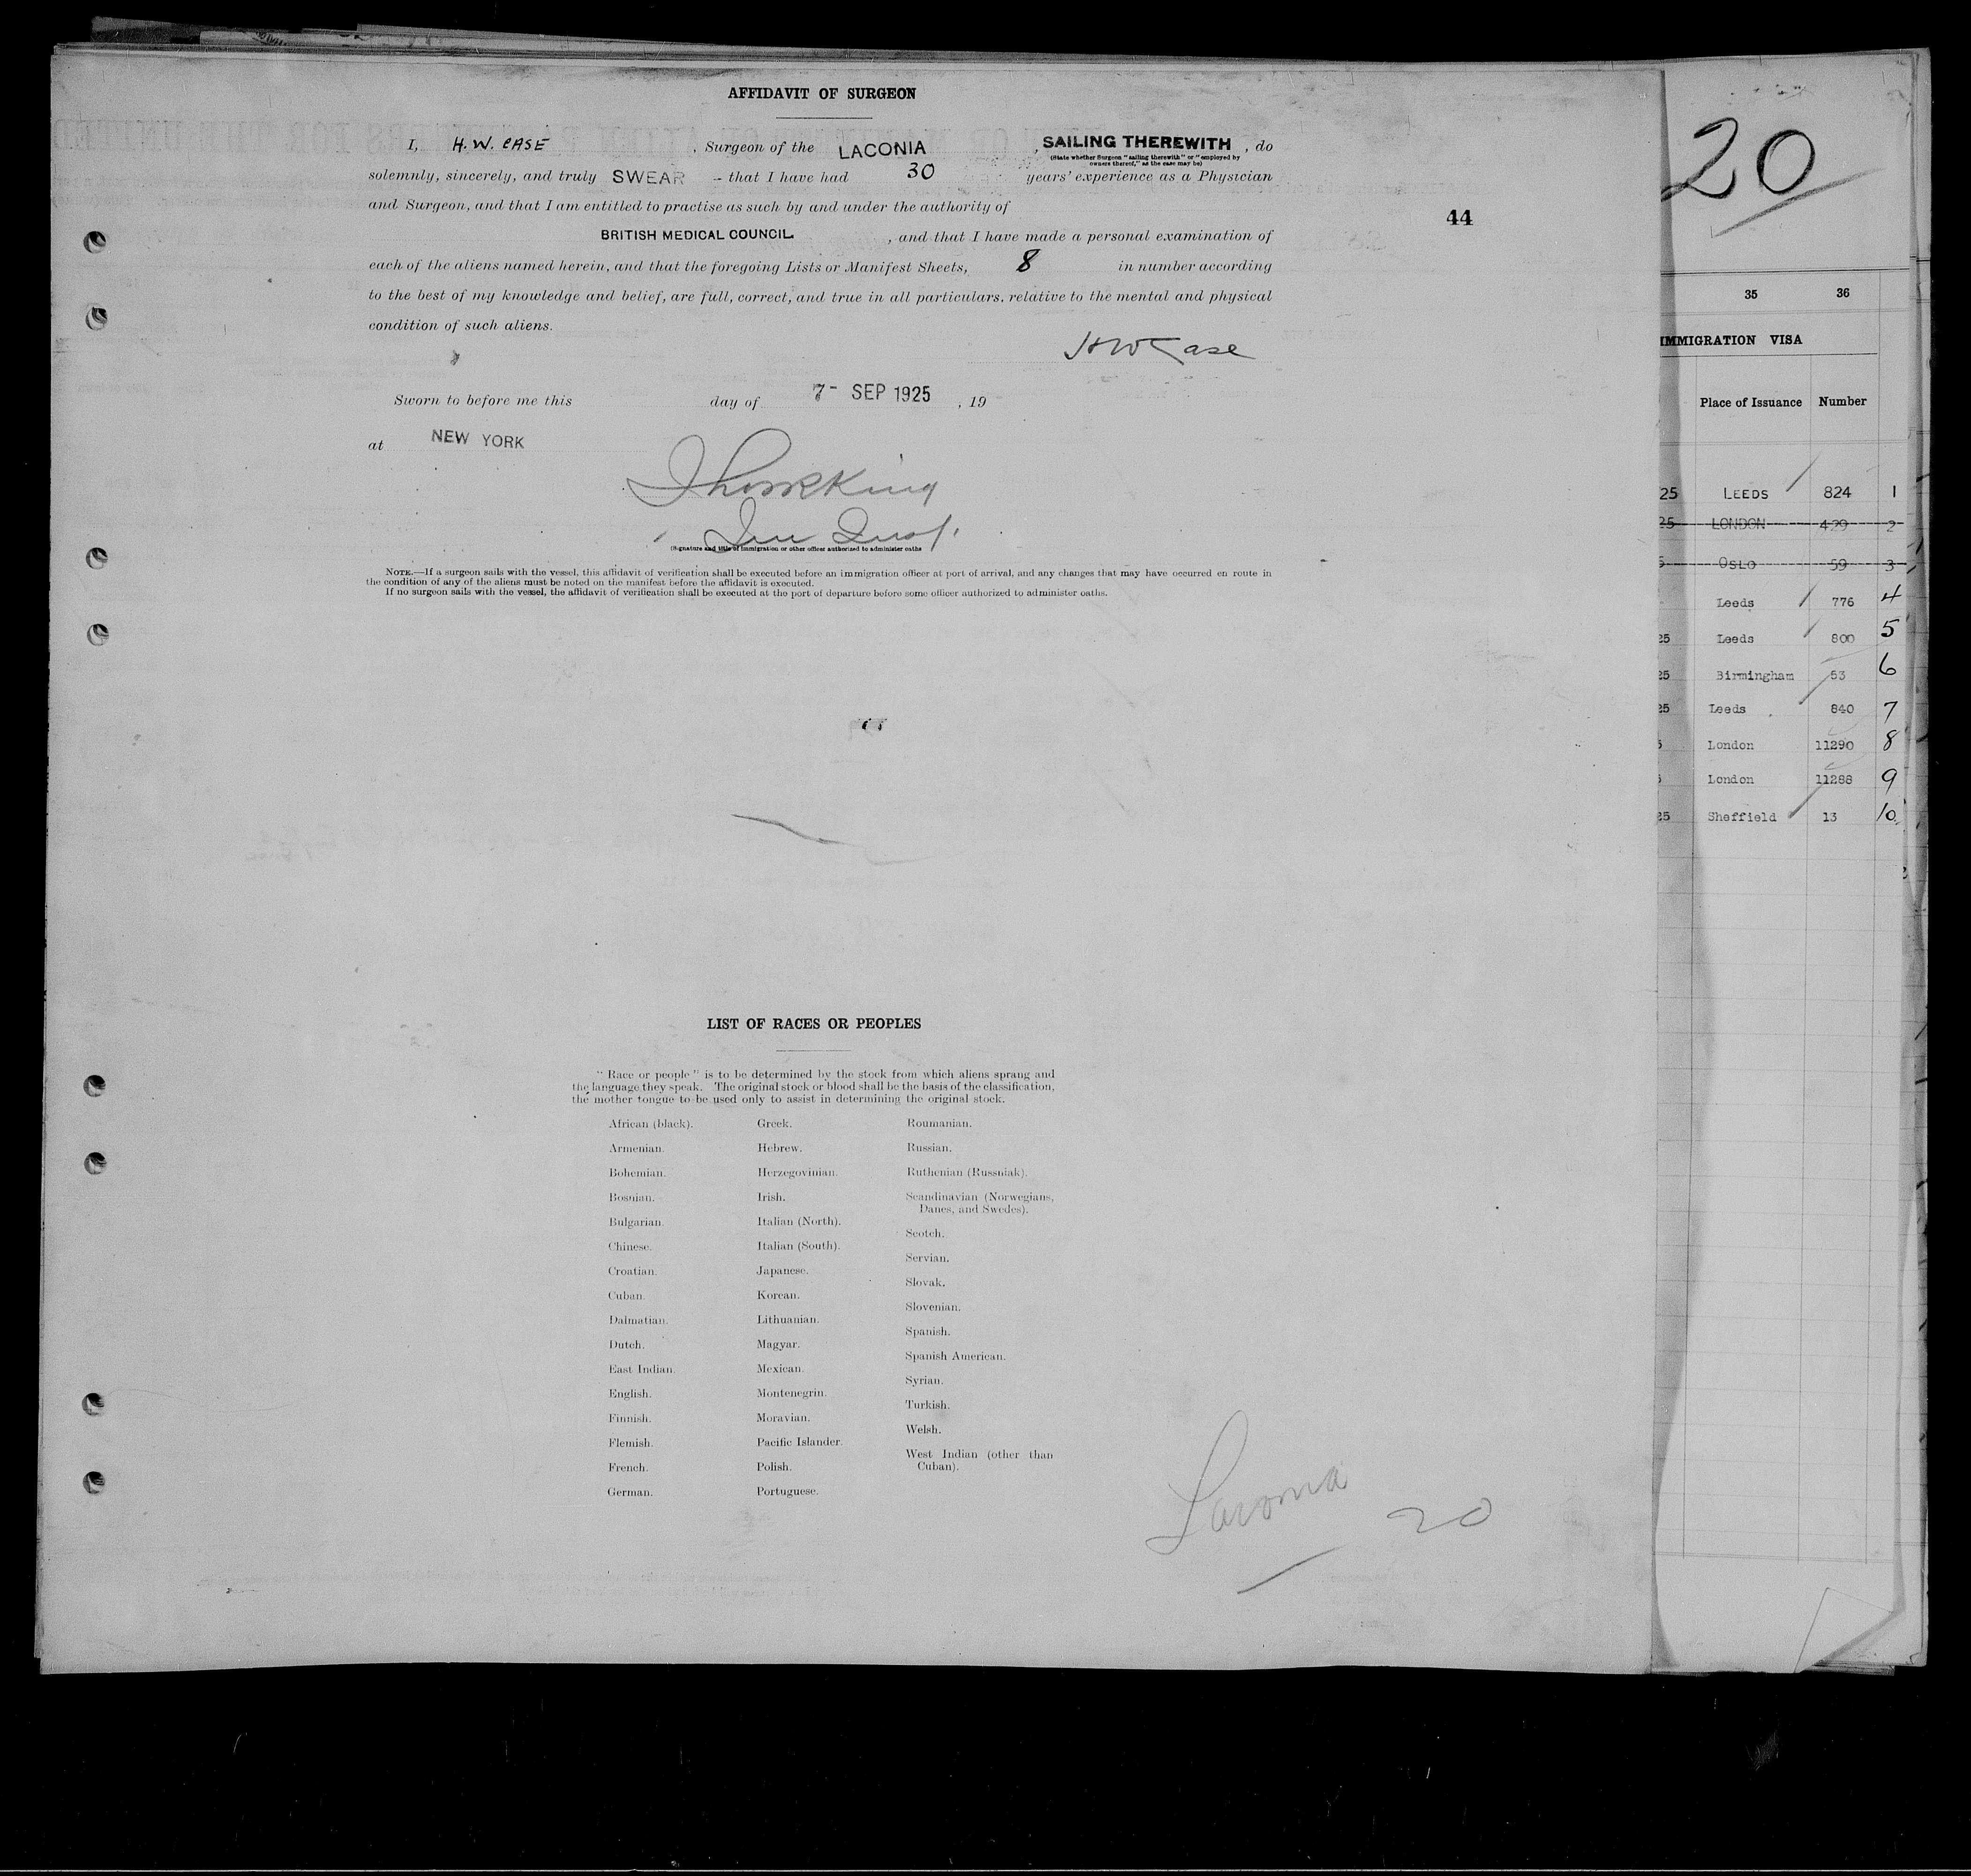 AFFIDAVIT OF SURGEON
I, H. W. CASE, Surgeon of the LACONIA, SAILING THEREWITH, do
(State whether Surgeon "sailing therewith" or "employed by
owners thereof," as the case may be)
solemnly, sincerely, and truly SWEAR – that I have had 30 years' experience as a Physician
and Surgeon, and that I am entitled to practise as such by and under the authority of
BRITISH MEDICAL COUNCIL, and that I have made a personal examination of
each of the aliens named herein, and that the foregoing Lists or Manifest Sheets, 8 in number according
to the best of my knowledge and belief, are full, correct, and true in all particulars, relative to the mental and physical
condition of such aliens.
HW Case
Sworn to before me this day of 7- SEP 1925, 19
at NEW YORK
(Signature and title of immigration or other officer authorized to administer oaths
NOTE.—If a surgeon sails with the vessel, this affidavit of verification shall be executed before an immigration officer at port of arrival, and any changes that may have occurred en route in
the condition of any of the aliens must be noted on the manifest before the affidavit is executed.
If no surgeon sails with the vessel, the affidavit of verification shall be executed at the port of departure before some officer authorized to administer oaths.
44
LIST OF RACES OR PEOPLES
"Race or people" is to be determined by the stock from which aliens sprang and
the language they speak. The original stock or blood shall be the basis of the classification,
the mother tongue to be used only to assist in determining the original stock.
African (black).
Armenian.
Bohemian.
Bosnian.
Bulgarian.
Chinese.
Croatian.
Cuban.
Dalmatian.
Dutch.
East Indian.
English.
Finnish.
Flemish.
French.
German.
Greek.
Hebrew.
Herzegovinian.
Irish.
Italian (North).
Italian (South).
Japanese.
Korean.
Lithuanian.
Magyar.
Mexican.
Montenegrin.
Moravian.
Pacific Islander.
Polish.
Portuguese.
Roumanian.
Russian.
Ruthenian (Russniak).
Scandinavian (Norwegians,
Danes, and Swedes).
Scotch.
Servian.
Slovak.
Slovenian.
Spanish.
Spanish American.
Syrian.
Turkish.
Welsh.
West Indian (other than
Cuban).
Laconia 20
20
35 36
IMMIGRATION VISA
Place of Issuance Number
25 LEEDS 824 1
25 LONDON 429 2
5 OSLO 59 3
Leeds 776 4
25 Leeds 800 5
25 Birmingham 53 6
25 Leeds 840 7
5 London 11290 8
5 London 11288 9
25 Sheffield 13 10